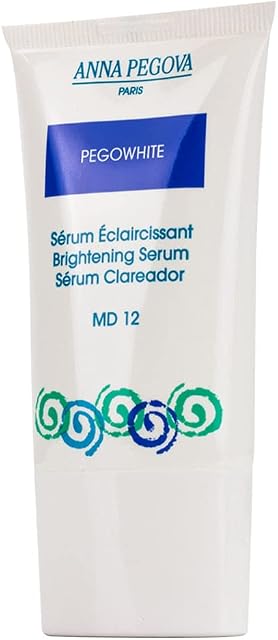 ANNA PEGOVA
PARIS
PEGOWHITE
Sérum Éclaircissant
Brightening Serum
Sérum Clareador
MD 12